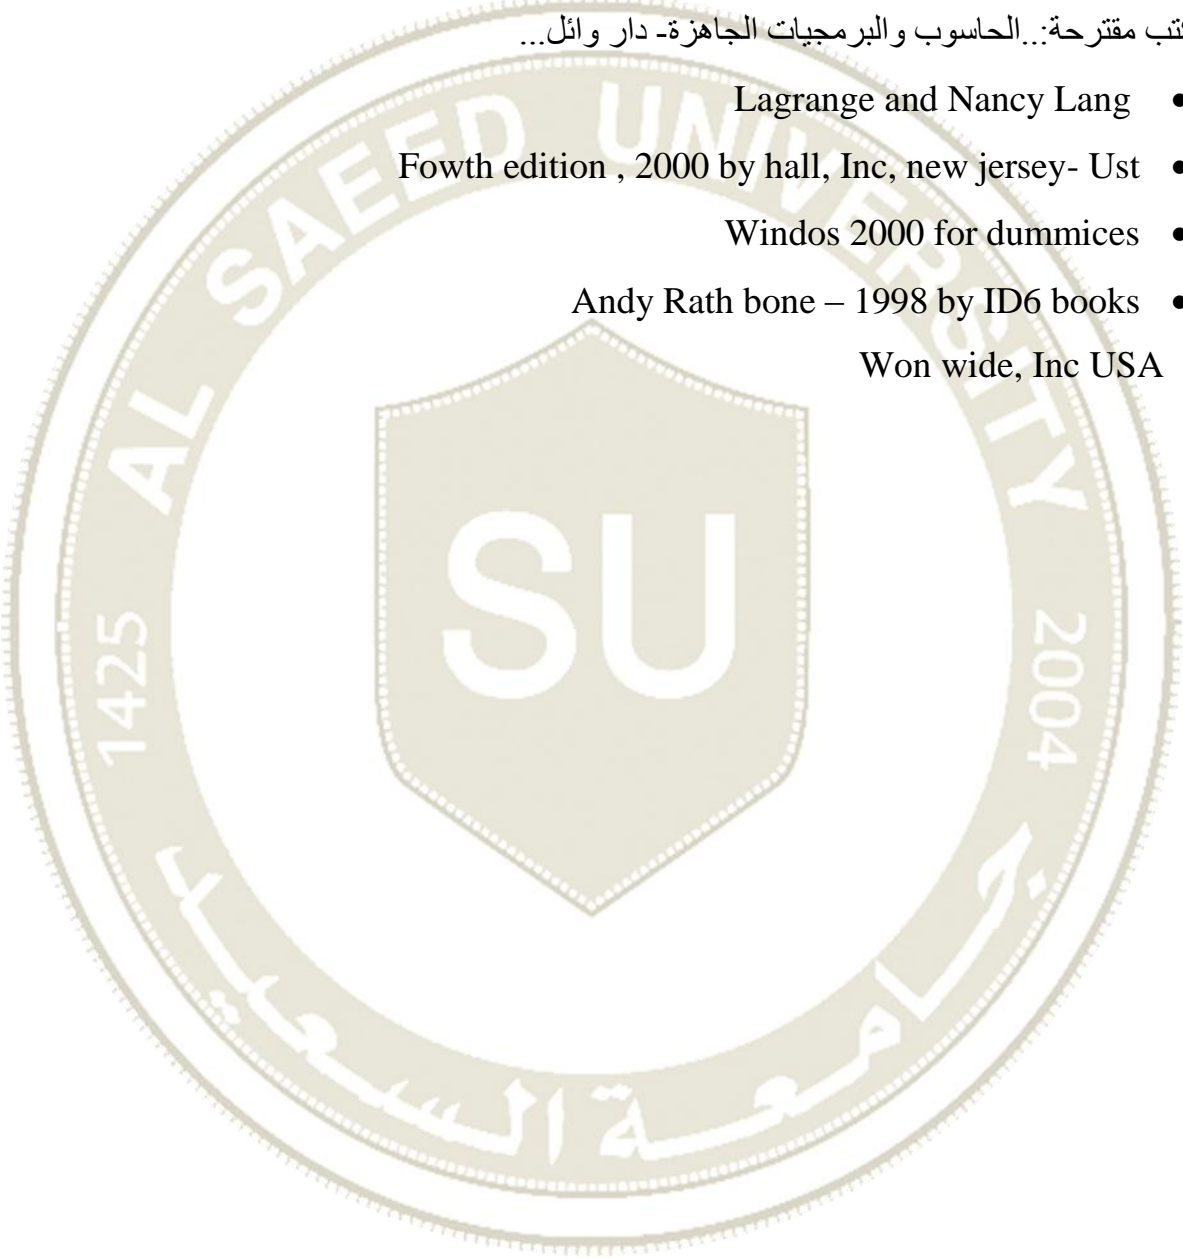 كتب مقترحة:..الحاسوب والبرمجيات الجاهزة- دار وائل...
• Lagrange and Nancy Lang
• Fowth edition , 2000 by hall, Inc, new jersey- Ust
• Windos 2000 for dummices
• Andy Rath bone – 1998 by ID6 books
Won wide, Inc USA
AL SAEED UNIVERSITY
SU
1425
2004
جامعة السعيد